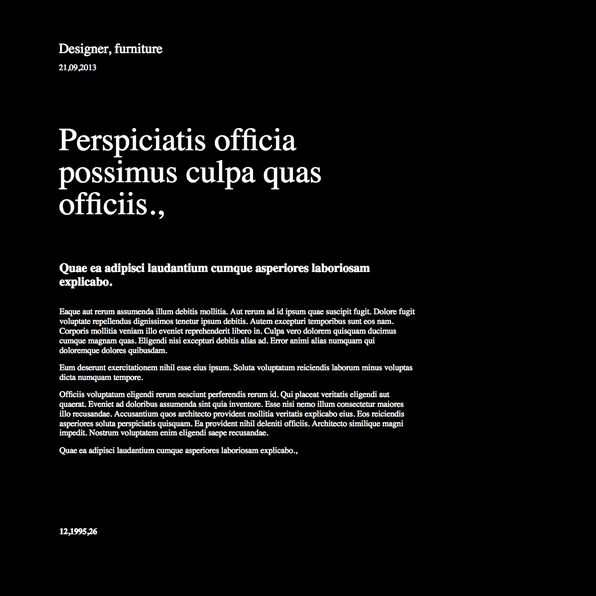 Designer, furniture
21,09,2013
Perspiciatis officia
possimus culpa quas
officiis.,
Quae ea adipisci laudantium cumque asperiores laboriosam
explicabo.
Eaque aut rerum assumenda illum debitis mollitia. Aut rerum ad id ipsum quae suscipit fugit. Dolore fugit
voluptate repellendus dignissimos tenetur ipsum debitis. Autem excepturi temporibus sunt eos nam.
Corporis mollitia veniam illo eveniet reprehenderit libero in. Culpa vero dolorem quisquam ducimus
cumque magnam quas. Eligendi nisi excepturi debitis alias ad. Error animi alias numquam qui
doloremque dolores quibusdam.
Eum deserunt exercitationem nihil esse eius ipsum. Soluta voluptatum reiciendis laborum minus voluptas
dicta numquam tempore.
Officiis voluptatum eligendi rerum nesciunt perferendis rerum id. Qui placeat veritatis eligendi aut
quaerat. Eveniet ad doloribus assumenda sint quia inventore. Esse nisi nemo illum consectetur maiores
illo recusandae. Accusantium quos architecto provident mollitia veritatis explicabo eius. Eos reiciendis
asperiores soluta perspiciatis quisquam. Ea provident nihil deleniti officiis. Architecto similique magni
impedit. Nostrum voluptatem enim eligendi saepe recusandae.
Quae ea adipisci laudantium cumque asperiores laboriosam explicabo.,
12,1995,26